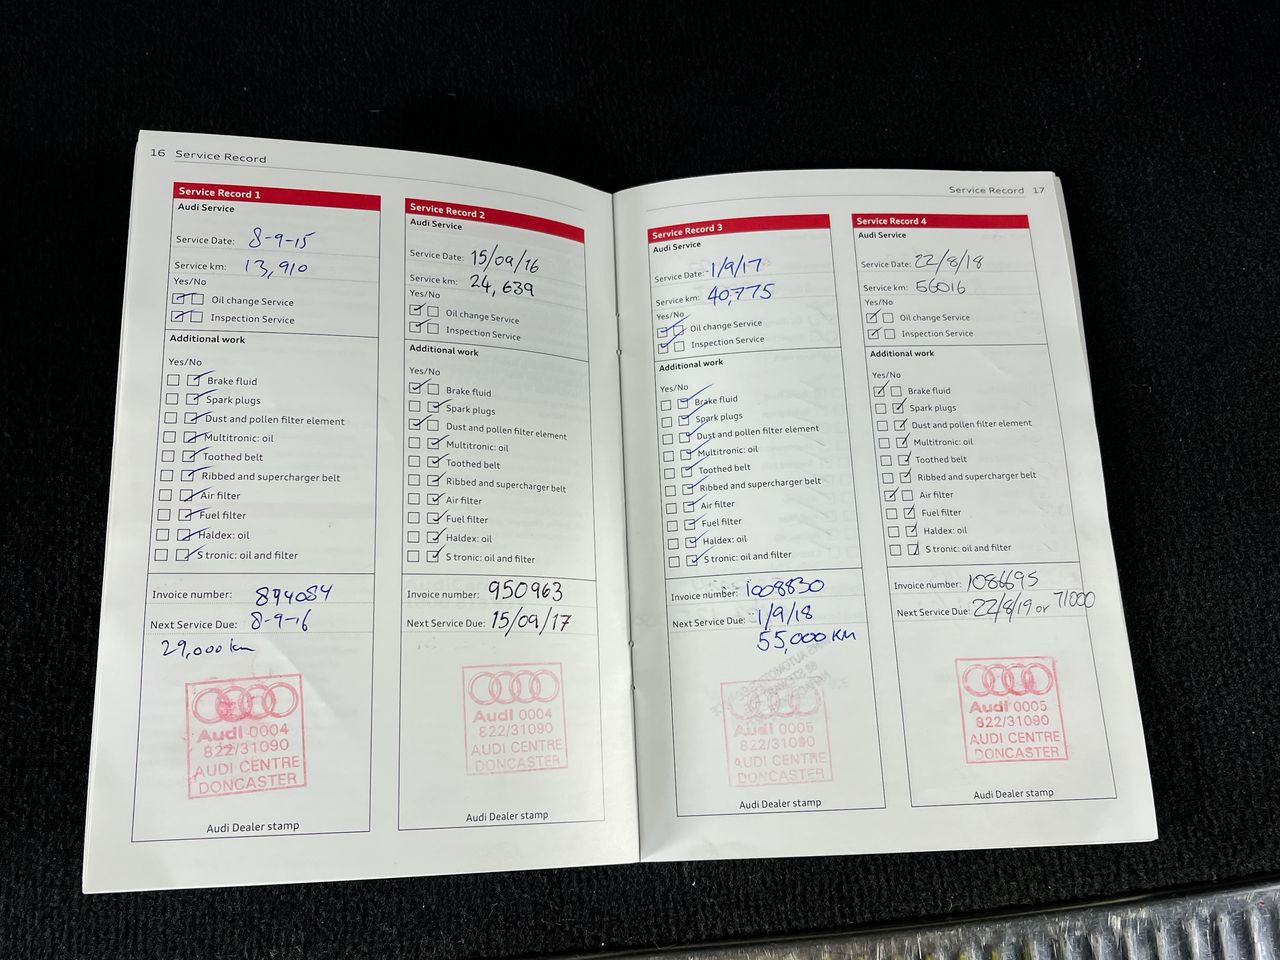 16 Service Record
Service Record 1
Audi Service
Service Date: 8-9-15
Service km: 13,910
Yes/No
Oil change Service
Inspection Service
Additional work
Yes/No
Brake fluid
Spark plugs
Dust and pollen filter element
Multitronic: oil
Toothed belt
Ribbed and supercharger belt
Air filter
Fuel filter
Haldex: oil
S tronic: oil and filter
Invoice number: 894084
Next Service Due: 8-9-16
29,000 km
Audi 0004
822/31090
AUDI CENTRE
DONCASTER
Audi Dealer stamp
Service Record 2
Audi Service
Service Date: 15/09/16
Service km: 24,639
Yes/No
Oil change Service
Inspection Service
Additional work
Yes/No
Brake fluid
Spark plugs
Dust and pollen filter element
Multitronic: oil
Toothed belt
Ribbed and supercharger belt
Air filter
Fuel filter
Haldex: oil
S tronic: oil and filter
Invoice number: 950963
Next Service Due: 15/09/17
Audi 0004
822/31090
AUDI CENTRE
DONCASTER
Audi Dealer stamp
Service Record 17
Service Record 3
Audi Service
Service Date: 1/9/17
Service km: 40,775
Yes/No
Oil change Service
Inspection Service
Additional work
Yes/No
Brake fluid
Spark plugs
Dust and pollen filter element
Multitronic: oil
Toothed belt
Ribbed and supercharger belt
Air filter
Fuel filter
Haldex: oil
S tronic: oil and filter
Invoice number: 1008830
Next Service Due: 1/9/18
55,000 KM
Audi 0005
822/31090
AUDI CENTRE
DONCASTER
Audi Dealer stamp
Service Record 4
Audi Service
Service Date: 22/8/18
Service km: 56016
Yes/No
Oil change Service
Inspection Service
Additional work
Yes/No
Brake fluid
Spark plugs
Dust and pollen filter element
Multitronic: oil
Toothed belt
Ribbed and supercharger belt
Air filter
Fuel filter
Haldex: oil
S tronic: oil and filter
Invoice number: 1086695
Next Service Due: 22/8/19 or 71000
Audi 0005
822/31090
AUDI CENTRE
DONCASTER
Audi Dealer stamp